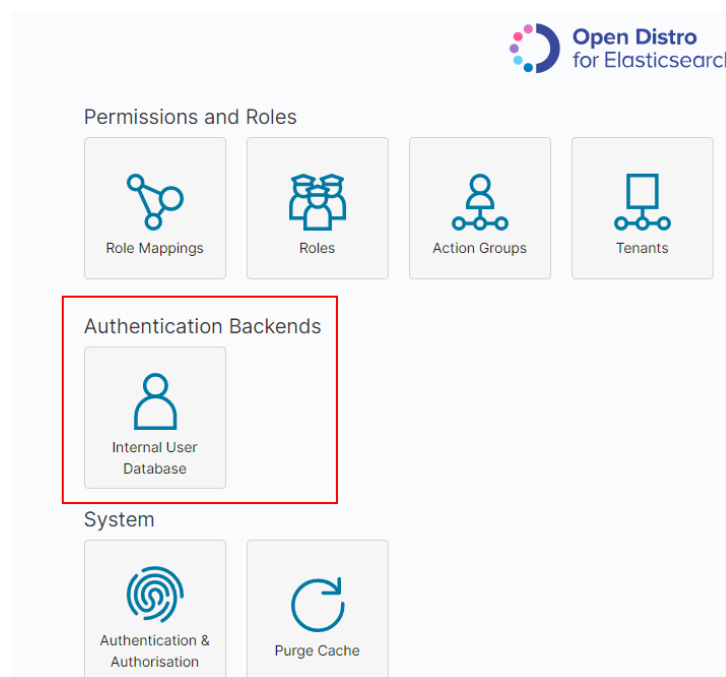 Open Distro
for Elasticsearch
Permissions and Roles
Role Mappings
Roles
Action Groups
Tenants
Authentication Backends
Internal User
Database
System
Authentication &
Authorisation
Purge Cache